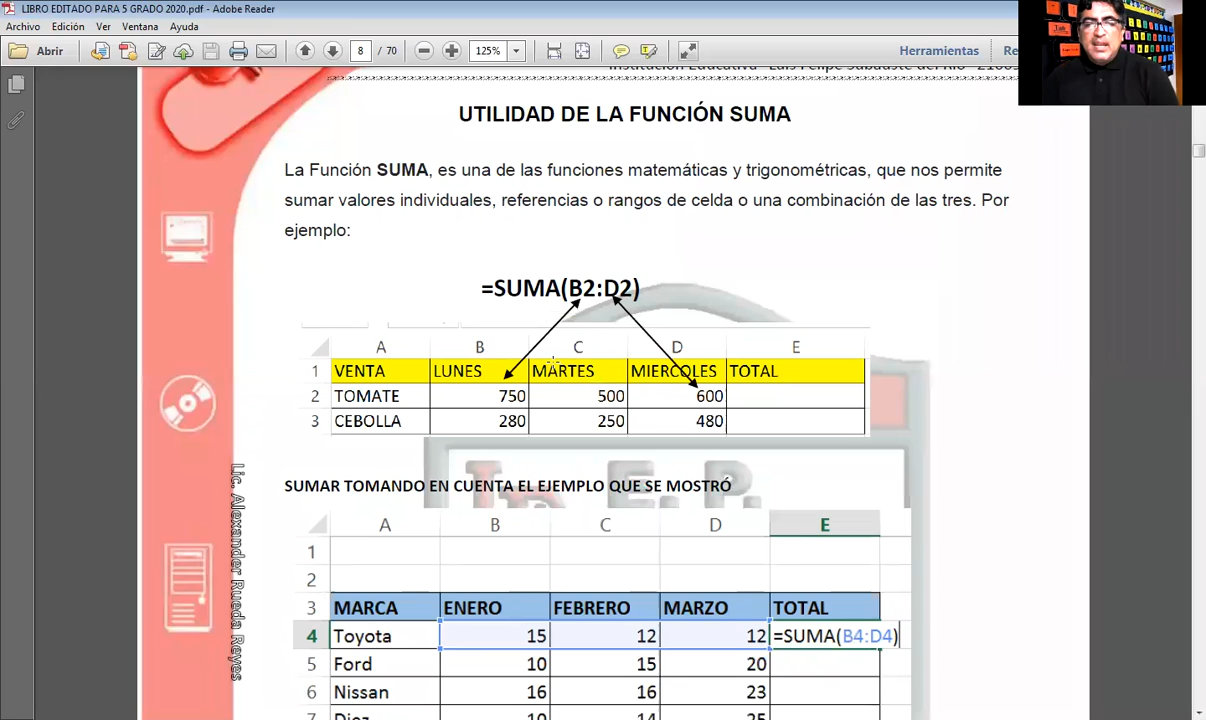 LIBRO EDITADO PARA 5 GRADO 2020.pdf - Adobe Reader
Archivo Edición Ver Ventana Ayuda
Abrir 8 / 70 125% Herramientas
UTILIDAD DE LA FUNCIÓN SUMA
La Función SUMA, es una de las funciones matemáticas y trigonométricas, que nos permite
sumar valores individuales, referencias o rangos de celda o una combinación de las tres. Por
ejemplo:
=SUMA(B2:D2)
A B C D E
1 VENTA LUNES MARTES MIERCOLES TOTAL
2 TOMATE 750 500 600
3 CEBOLLA 280 250 480
I E. P.
SUMAR TOMANDO EN CUENTA EL EJEMPLO QUE SE MOSTRÓ
A B C D E
1
2
3 MARCA ENERO FEBRERO MARZO TOTAL
4 Toyota 15 12 12 =SUMA(B4:D4)
5 Ford 10 15 20
6 Nissan 16 16 23
Lic. Alexander Rueda Reyes